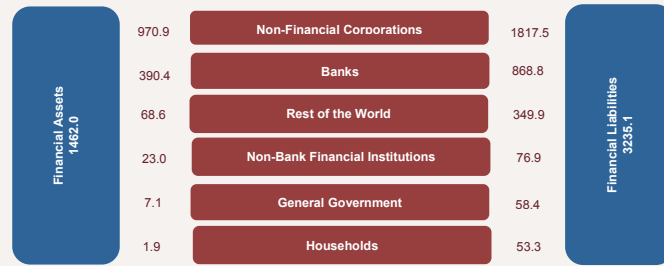 Financial Assets
1462.0
970.9 Non-Financial Corporations 1817.5
390.4 Banks 868.8
68.6 Rest of the World 349.9
23.0 Non-Bank Financial Institutions 76.9
7.1 General Government 58.4
1.9 Households 53.3
Financial Liabilities
3235.1